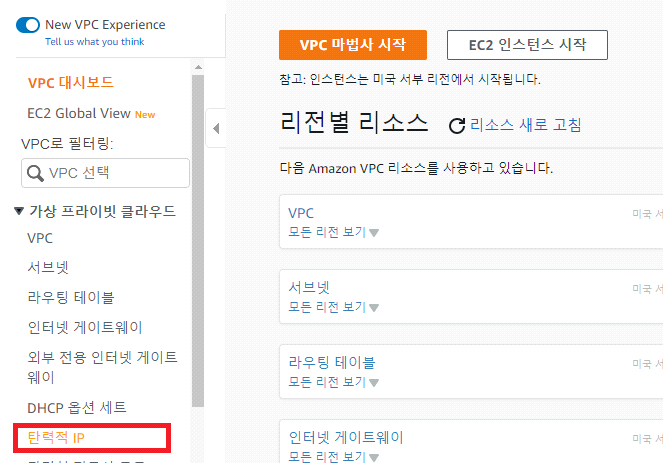 New VPC Experience
Tell us what you think
VPC 대시보드
EC2 Global View New
VPC로 필터링:
VPC 선택
가상 프라이빗 클라우드
VPC
서브넷
라우팅 테이블
인터넷 게이트웨이
외부 전용 인터넷 게이트
웨이
DHCP 옵션 세트
탄력적 IP
VPC 마법사 시작
EC2 인스턴스 시작
참고: 인스턴스는 미국 서부 리전에서 시작됩니다.
리전별 리소스
리소스 새로 고침
다음 Amazon VPC 리소스를 사용하고 있습니다.
VPC
미국 서
모든 리전 보기
서브넷
미국 서
모든 리전 보기
라우팅 테이블
미국 서
모든 리전 보기
인터넷 게이트웨이
미국 서
모든 리전 보기